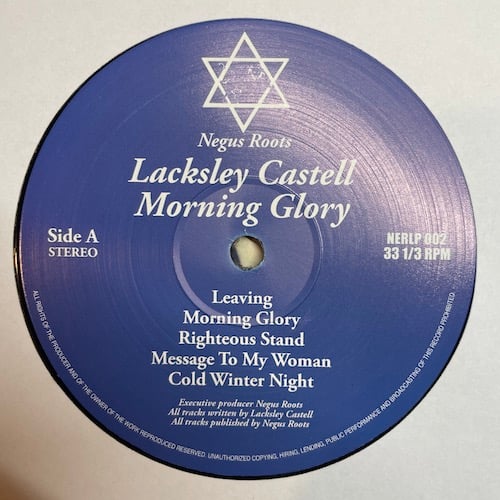 Negus Roots
Lacksley Castell
Morning Glory
Side A
STEREO
NERLP 002
33 1/3 RPM
Leaving
Morning Glory
Righteous Stand
Message To My Woman
Cold Winter Night
Executive producer Negus Roots
All tracks written by Lacksley Castell
All tracks published by Negus Roots
ALL RIGHTS OF THE PRODUCER AND OF THE OWNER OF THE WORK REPRODUCED RESERVED. UNAUTHORIZED COPYING, HIRING, LENDING, PUBLIC PERFORMANCE AND BROADCASTING OF THIS RECORD PROHIBITED.